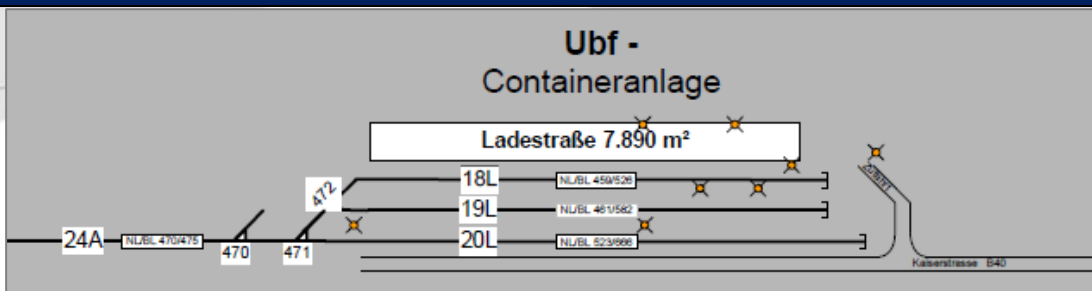 Ubf -
Containeranlage
Ladestraße 7.890 m²
18L
NL/BL 459/526
472
19L
NL/BL 461/562
24A
NL/BL 470/475
470
471
20L
NL/BL 523/666
Kaiserstrasse B40